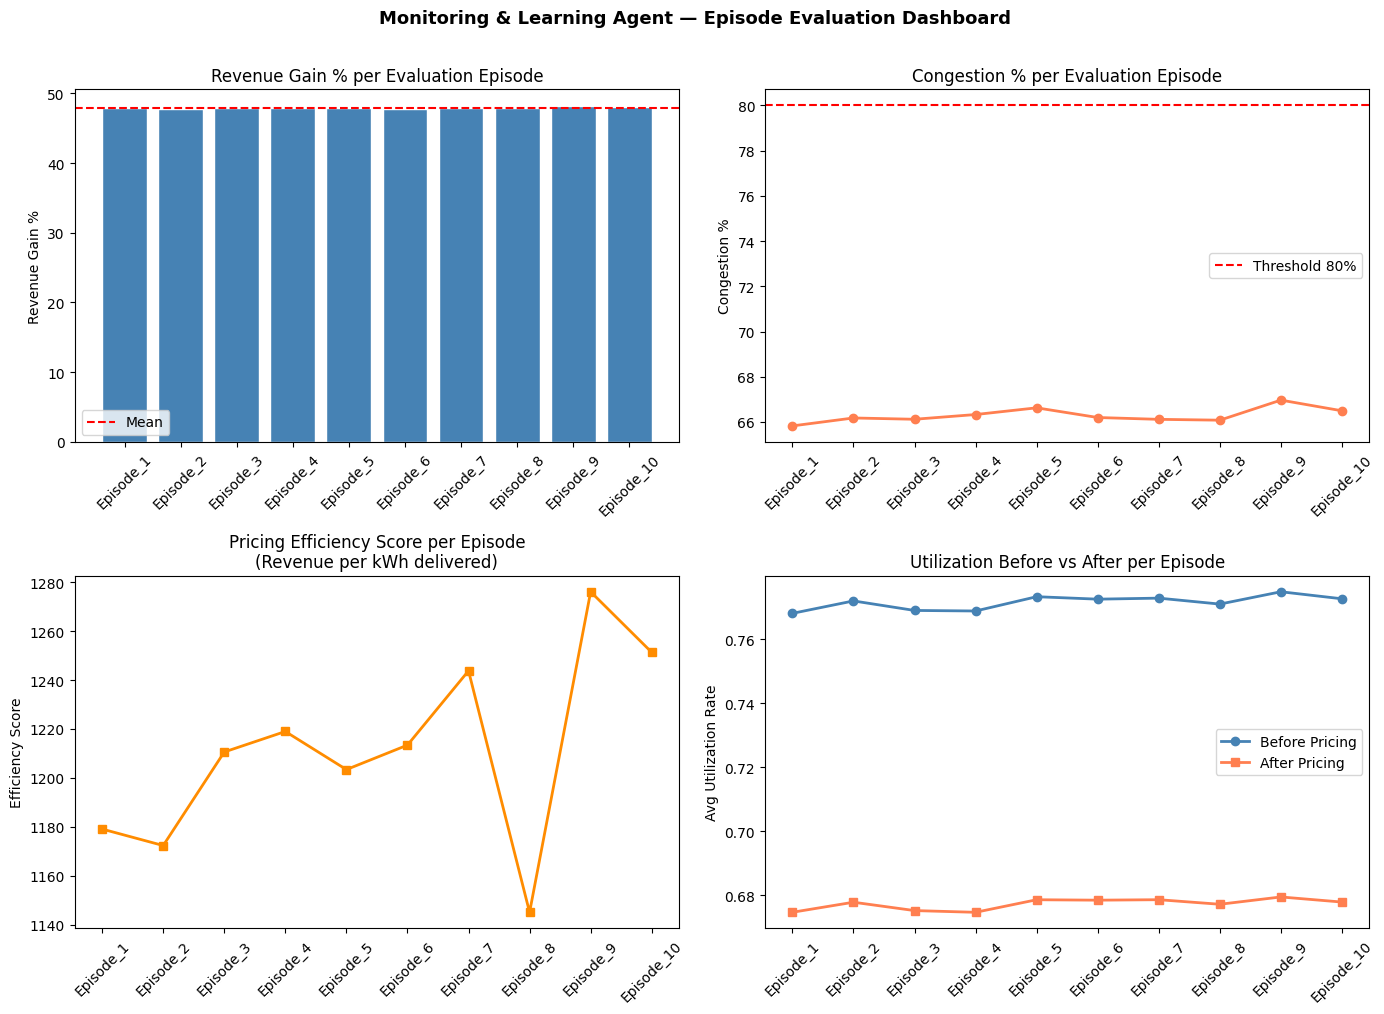 Monitoring & Learning Agent — Episode Evaluation Dashboard
Revenue Gain % per Evaluation Episode
Revenue Gain %
50
40
30
20
10
0
Mean
Episode_1
Episode_2
Episode_3
Episode_4
Episode_5
Episode_6
Episode_7
Episode_8
Episode_9
Episode_10
Congestion % per Evaluation Episode
Congestion %
80
78
76
74
72
70
68
66
Threshold 80%
Episode_1
Episode_2
Episode_3
Episode_4
Episode_5
Episode_6
Episode_7
Episode_8
Episode_9
Episode_10
Pricing Efficiency Score per Episode
(Revenue per kWh delivered)
Efficiency Score
1280
1260
1240
1220
1200
1180
1160
1140
Episode_1
Episode_2
Episode_3
Episode_4
Episode_5
Episode_6
Episode_7
Episode_8
Episode_9
Episode_10
Utilization Before vs After per Episode
Avg Utilization Rate
0.76
0.74
0.72
0.70
0.68
Before Pricing
After Pricing
Episode_1
Episode_2
Episode_3
Episode_4
Episode_5
Episode_6
Episode_7
Episode_8
Episode_9
Episode_10